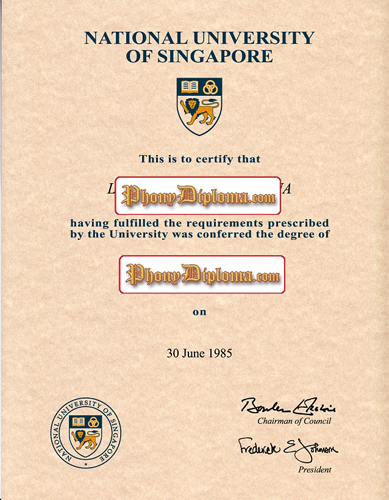 NATIONAL UNIVERSITY
OF SINGAPORE
This is to certify that
PhonyDiploma.com
having fulfilled the requirements prescribed
by the University was conferred the degree of
PhonyDiploma.com
on
30 June 1985
NATIONAL UNIVERSITY OF SINGAPORE
Chairman of Council
Frederick E Johnson
President